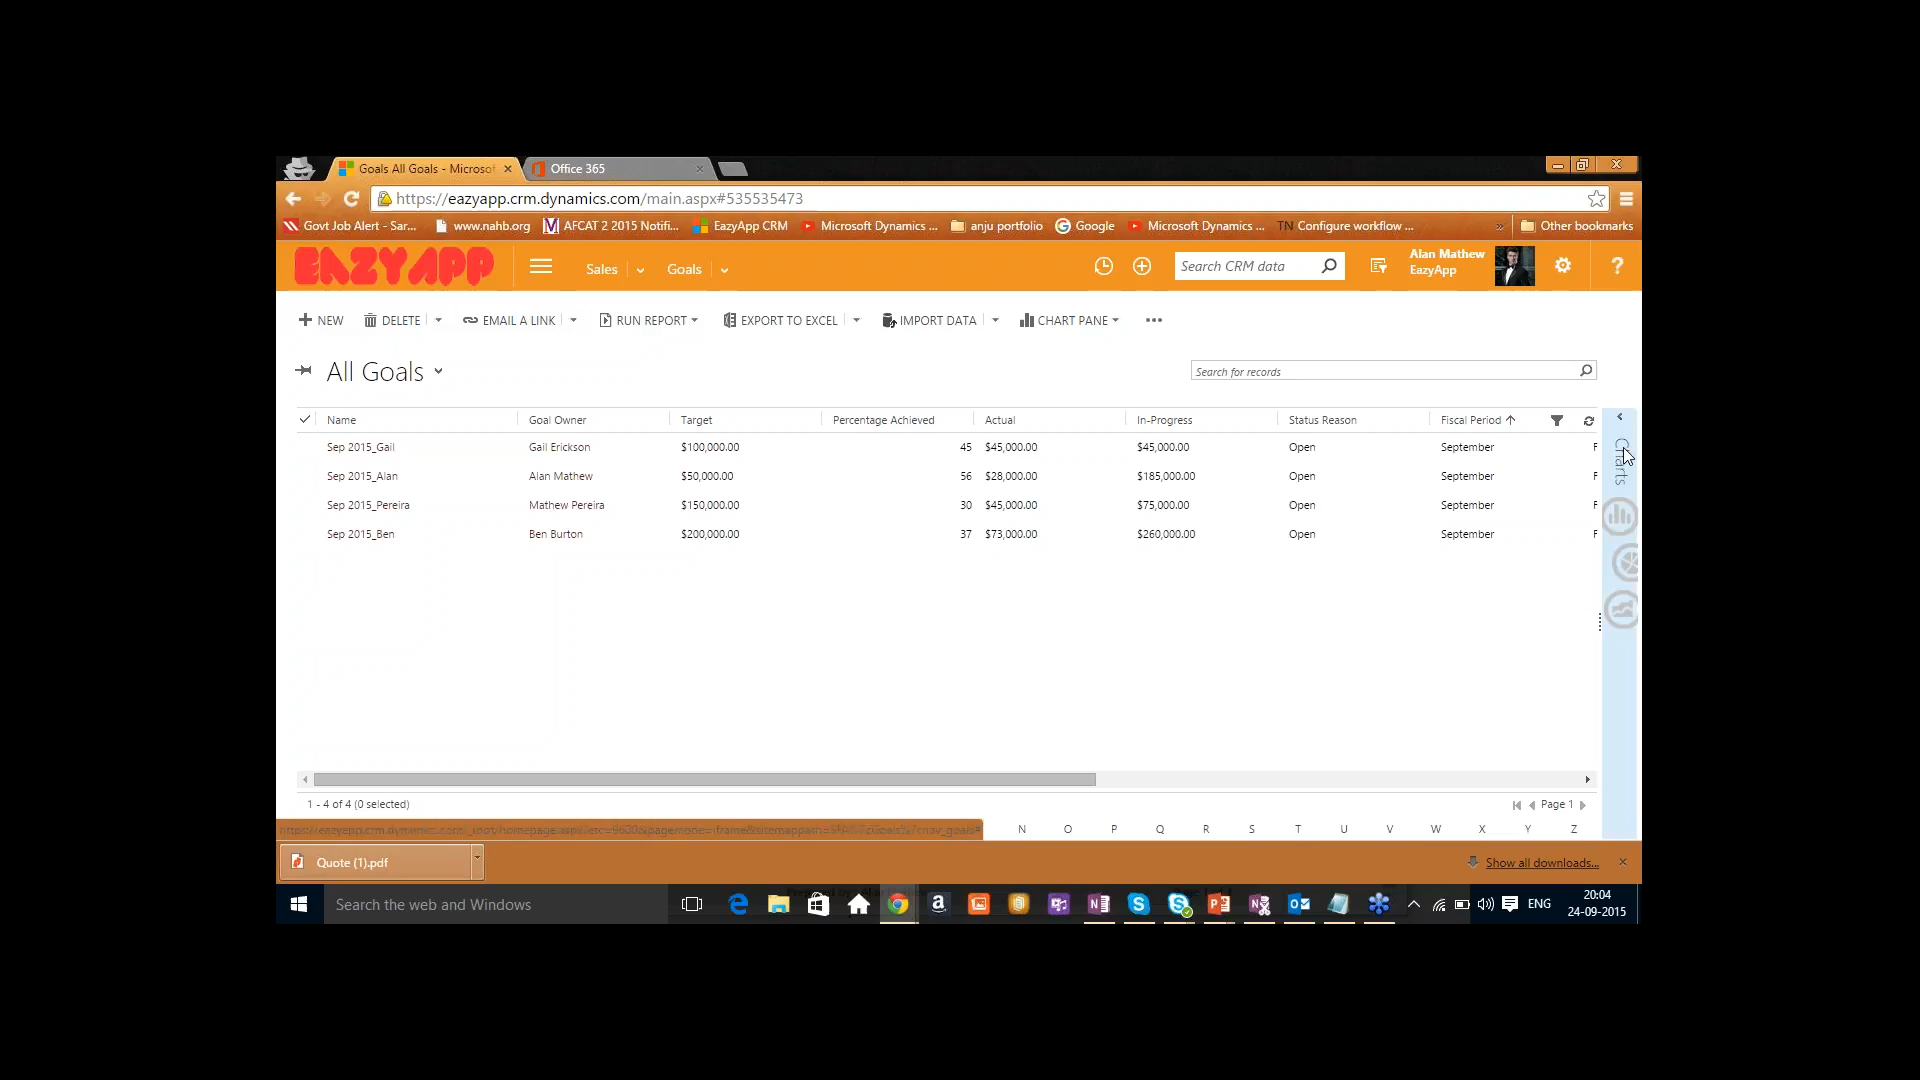 Goals All Goals - Microsof
Office 365
https://eazyapp.crm.dynamics.com/main.aspx#535535473
Govt Job Alert - Sar...
www.nahb.org
AFCAT 2 2015 Notifi...
EazyApp CRM
Microsoft Dynamics ...
anju portfolio
Google
Microsoft Dynamics ...
TN Configure workflow ...
»
Other bookmarks
EAZYAPP
Sales
Goals
Search CRM data
Alan Mathew
EazyApp
?
NEW
DELETE
EMAIL A LINK
RUN REPORT
EXPORT TO EXCEL
IMPORT DATA
CHART PANE
All Goals
Search for records
Name Goal Owner Target Percentage Achieved Actual In-Progress Status Reason Fiscal Period
Sep 2015_Gail Gail Erickson $100,000.00 45 $45,000.00 $45,000.00 Open September F
Sep 2015_Alan Alan Mathew $50,000.00 56 $28,000.00 $185,000.00 Open September F
Sep 2015_Pereira Mathew Pereira $150,000.00 30 $45,000.00 $75,000.00 Open September F
Sep 2015_Ben Ben Burton $200,000.00 37 $73,000.00 $260,000.00 Open September F
Charts
1 - 4 of 4 (0 selected)
Page 1
N O P Q R S T U V W X Y Z
Quote (1).pdf
Show all downloads...
Search the web and Windows
ENG
20:04
24-09-2015